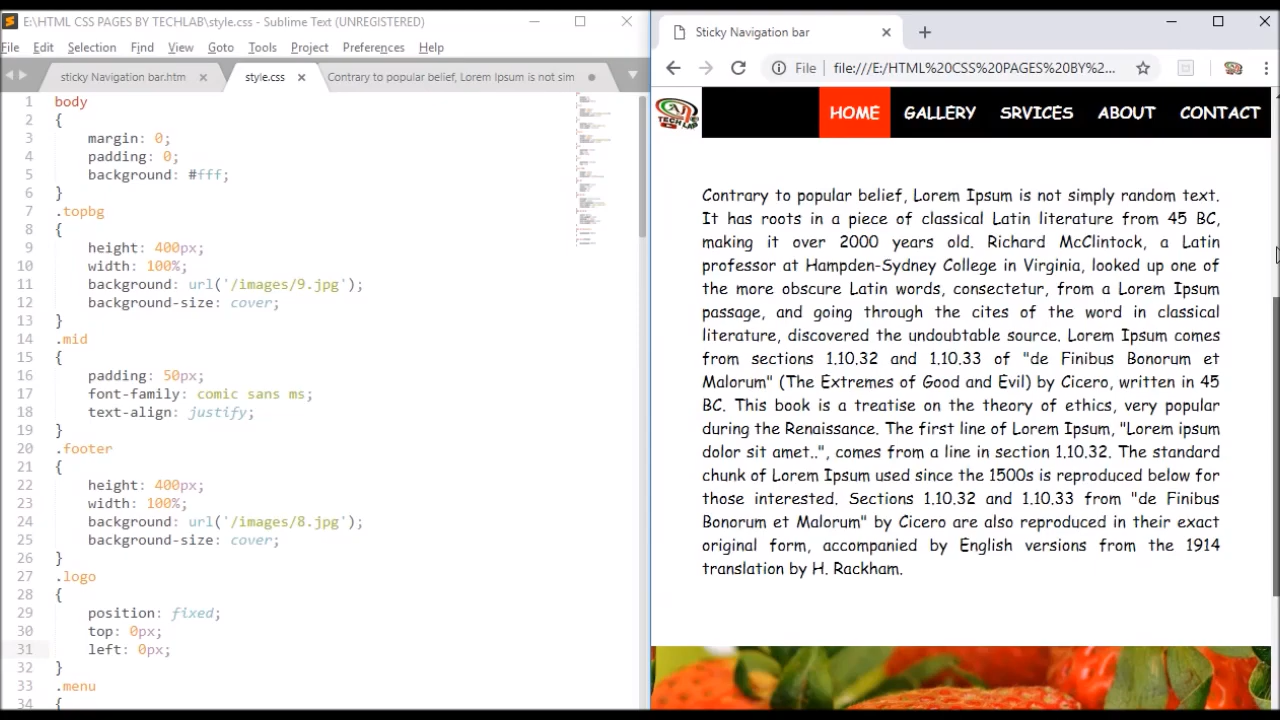 E:\HTML CSS PAGES BY TECHLAB\style.css - Sublime Text (UNREGISTERED)
File Edit Selection Find View Goto Tools Project Preferences Help
sticky Navigation bar.htm
style.css
Contrary to popular belief, Lorem Ipsum is not sim
1 body
2
3 margin: 0;
4 padding: 0;
5 background: #fff;
6 }
7 .topbg
8
9 height: 400px;
10 width: 100%;
11 background: url('/images/9.jpg');
12 background-size: cover;
13 }
14 .mid
15 {
16 padding: 50px;
17 font-family: comic sans ms;
18 text-align: justify;
19 }
20 .footer
21 {
22 height: 400px;
23 width: 100%;
24 background: url('/images/8.jpg');
25 background-size: cover;
26 }
27 .logo
28 {
29 position: fixed;
30 top: 0px;
31 left: 0px;
32 }
33 .menu
34 {
Sticky Navigation bar
File file:///E:/HTML%20CSS%20PAGES%20BY%2...
TECH LAB
HOME GALLERY SIVICES ABOUT CONTACT
Contrary to popular belief, Lorem Ipsum is not simply random text.
It has roots in a piece of classical Latin literature from 45 BC,
making it over 2000 years old. Richard McClintock, a Latin
professor at Hampden-Sydney College in Virginia, looked up one of
the more obscure Latin words, consectetur, from a Lorem Ipsum
passage, and going through the cites of the word in classical
literature, discovered the undoubtable source. Lorem Ipsum comes
from sections 1.10.32 and 1.10.33 of "de Finibus Bonorum et
Malorum" (The Extremes of Good and Evil) by Cicero, written in 45
BC. This book is a treatise on the theory of ethics, very popular
during the Renaissance. The first line of Lorem Ipsum, "Lorem ipsum
dolor sit amet..", comes from a line in section 1.10.32. The standard
chunk of Lorem Ipsum used since the 1500s is reproduced below for
those interested. Sections 1.10.32 and 1.10.33 from "de Finibus
Bonorum et Malorum" by Cicero are also reproduced in their exact
original form, accompanied by English versions from the 1914
translation by H. Rackham.